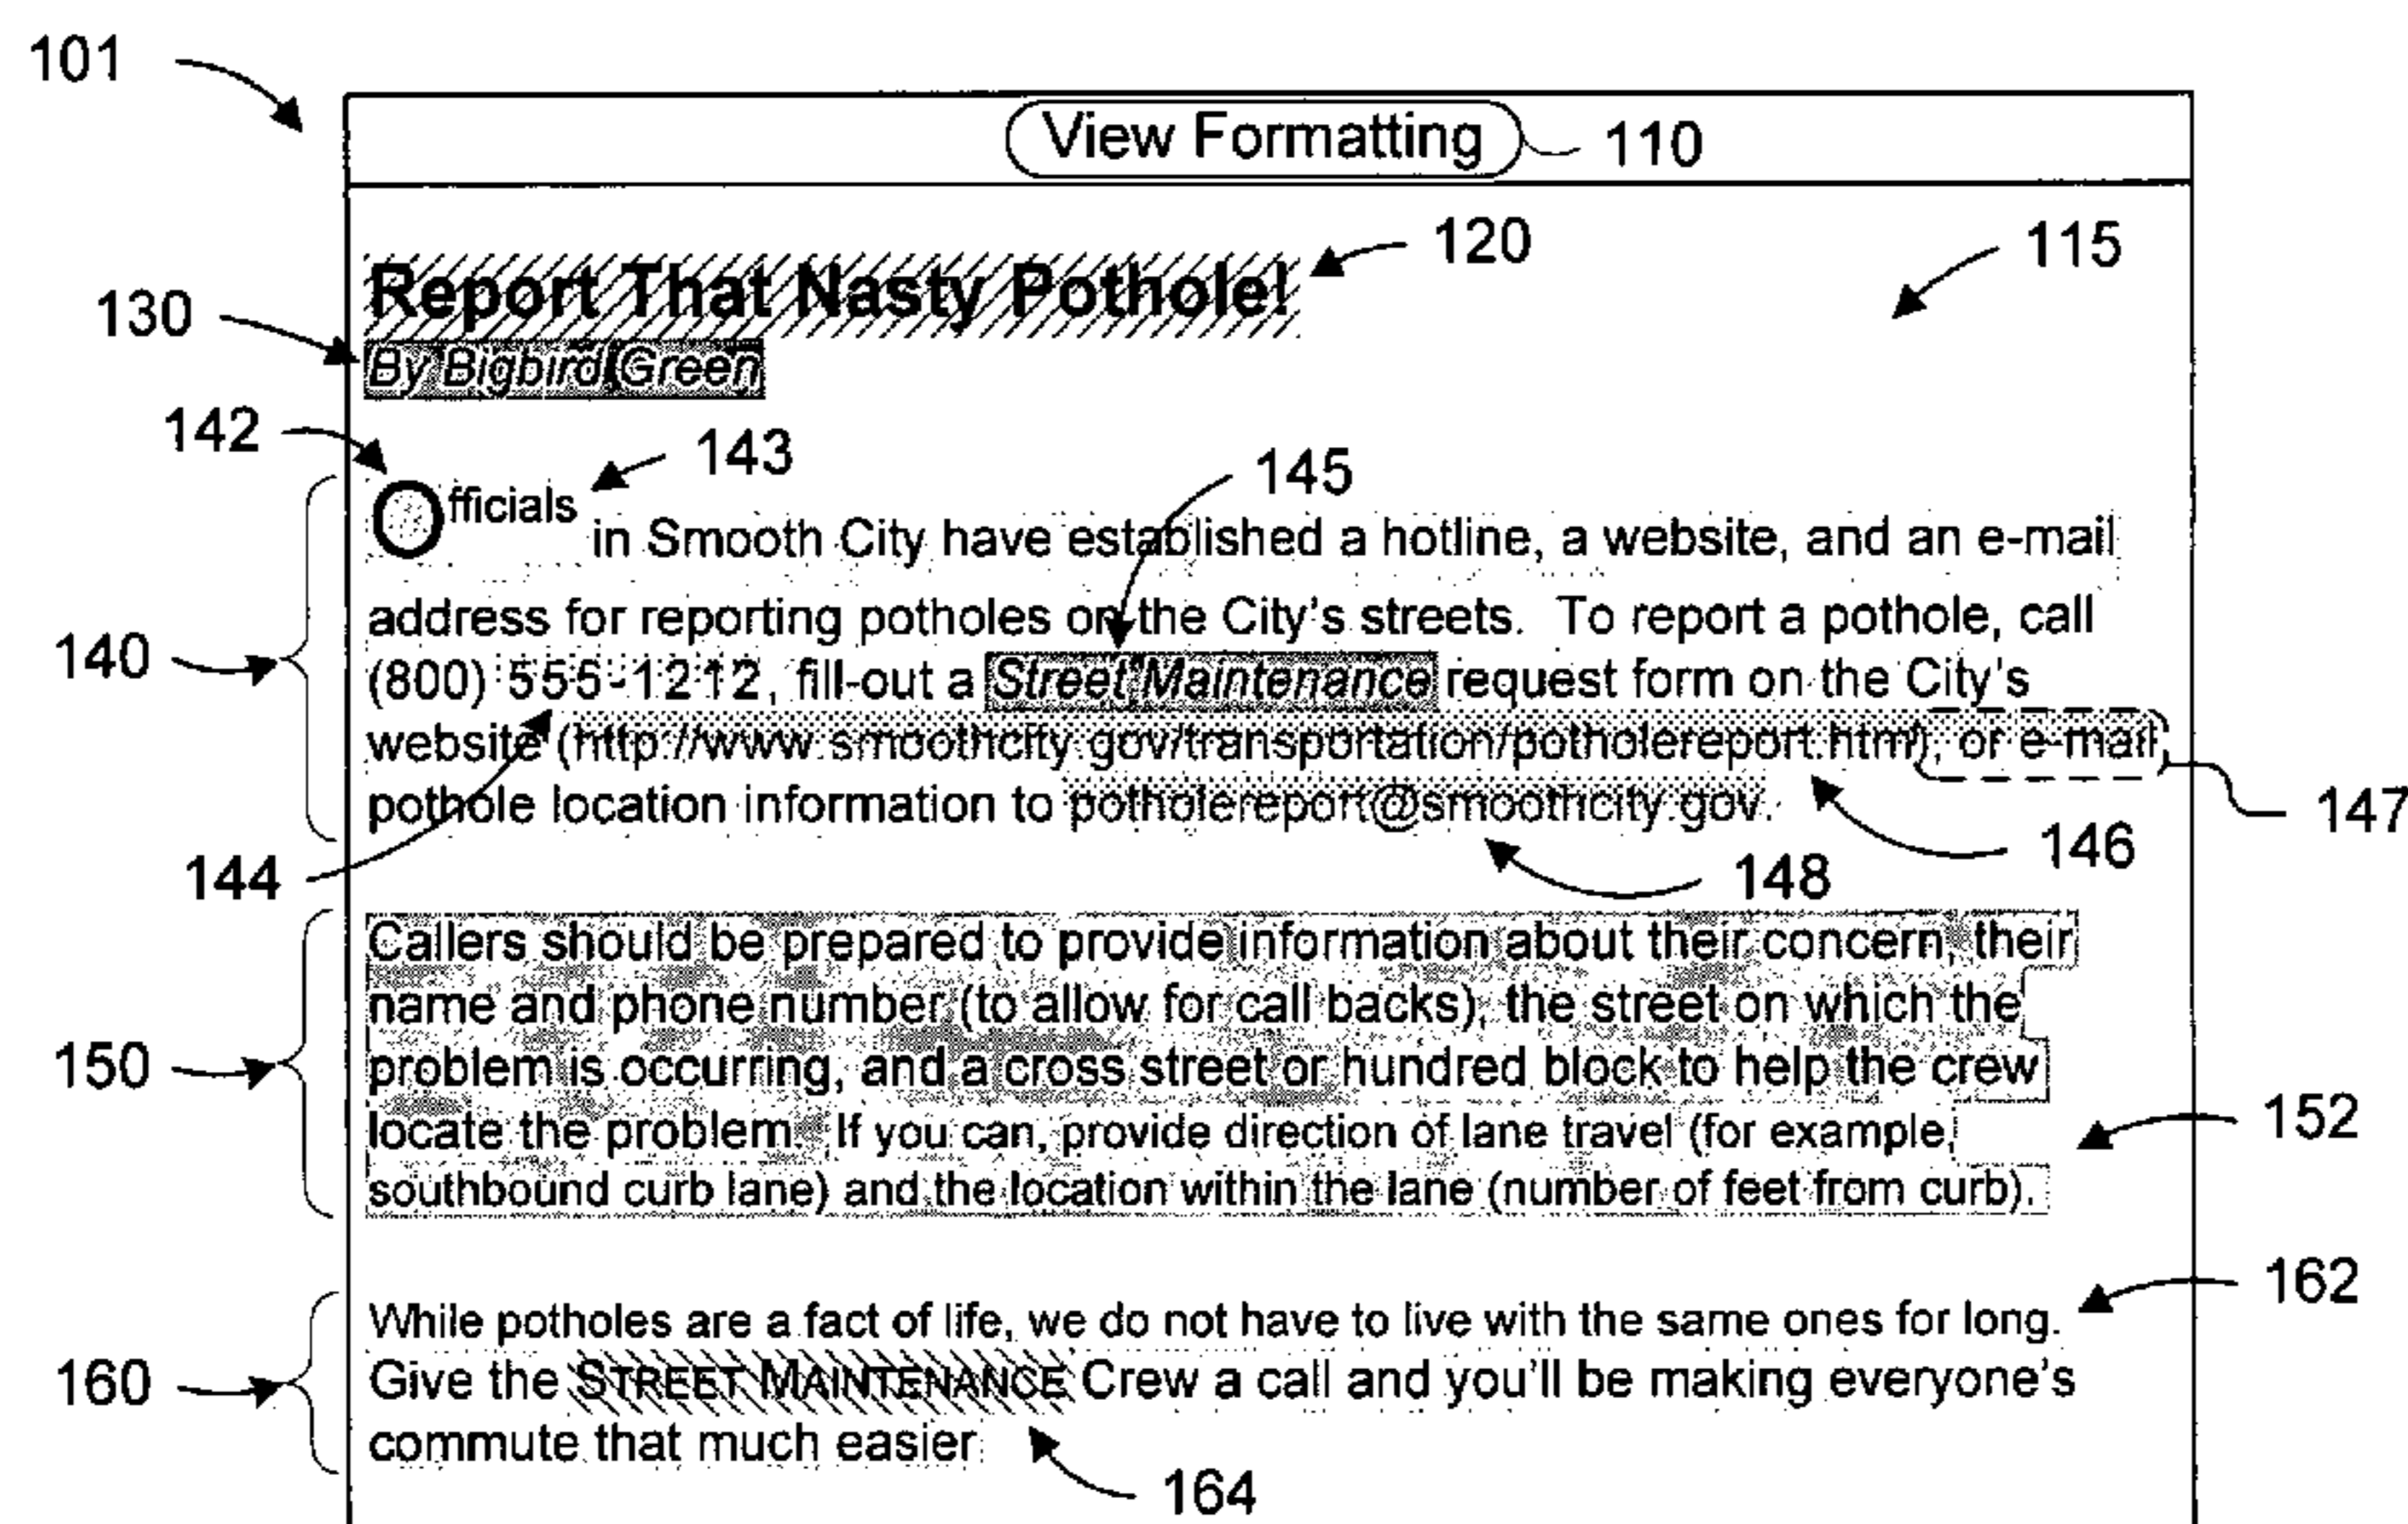 101
View Formatting 110
120
115
Report That Nasty Pothole!
130
By Bigbird Green
142
143
145
Officials in Smooth City have established a hotline, a website, and an e-mail
address for reporting potholes on the City's streets. To report a pothole, call
140
(800) 555-1212, fill-out a Street Maintenance request form on the City's
website (http://www.smoothcity.gov/transportation/potholereport.html), or e-mail
147
pothole location information to potholereport@smoothcity.gov.
146
144
148
Callers should be prepared to provide information about their concern, their
name and phone number (to allow for call backs), the street on which the
150
problem is occurring, and a cross street or hundred block to help the crew
locate the problem. If you can, provide direction of lane travel (for example,
152
southbound curb lane) and the location within the lane (number of feet from curb).
162
While potholes are a fact of life, we do not have to live with the same ones for long.
160
Give the STREET MAINTENANCE Crew a call and you'll be making everyone's
commute that much easier
164